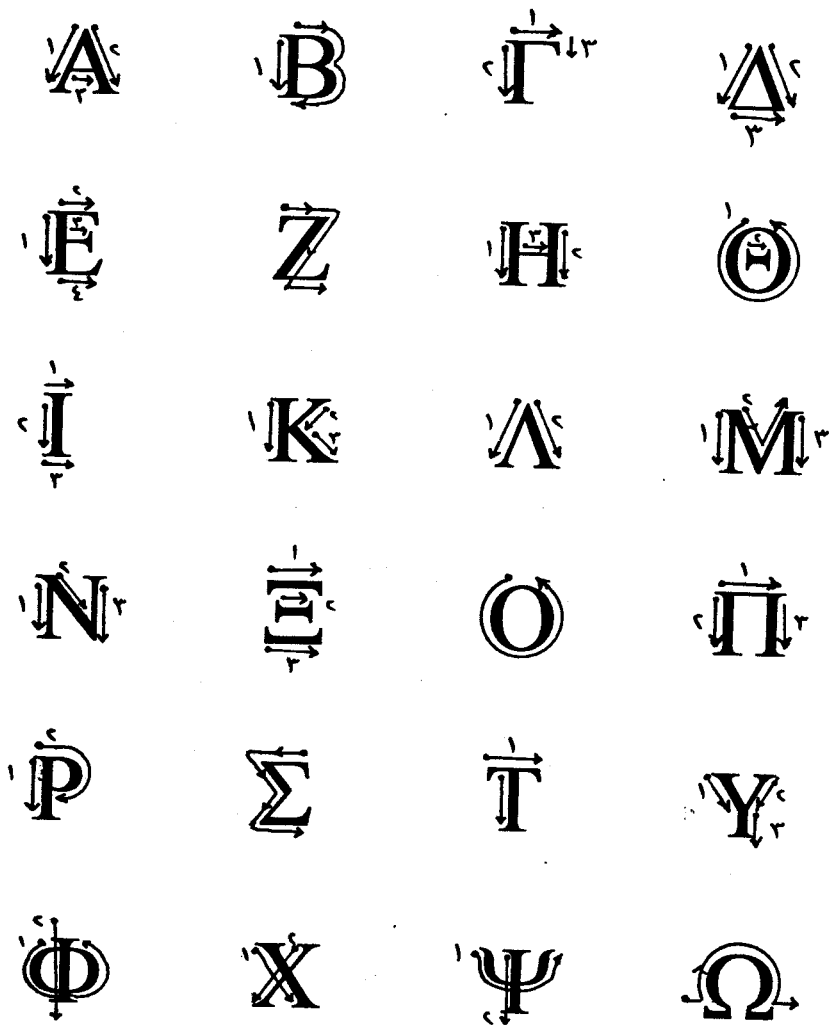 Α Β Γ Δ
Ε Ζ Η Θ
Ι Κ Λ Μ
Ν Ξ Ο Π
Ρ Σ Τ Υ
Φ Χ Ψ Ω